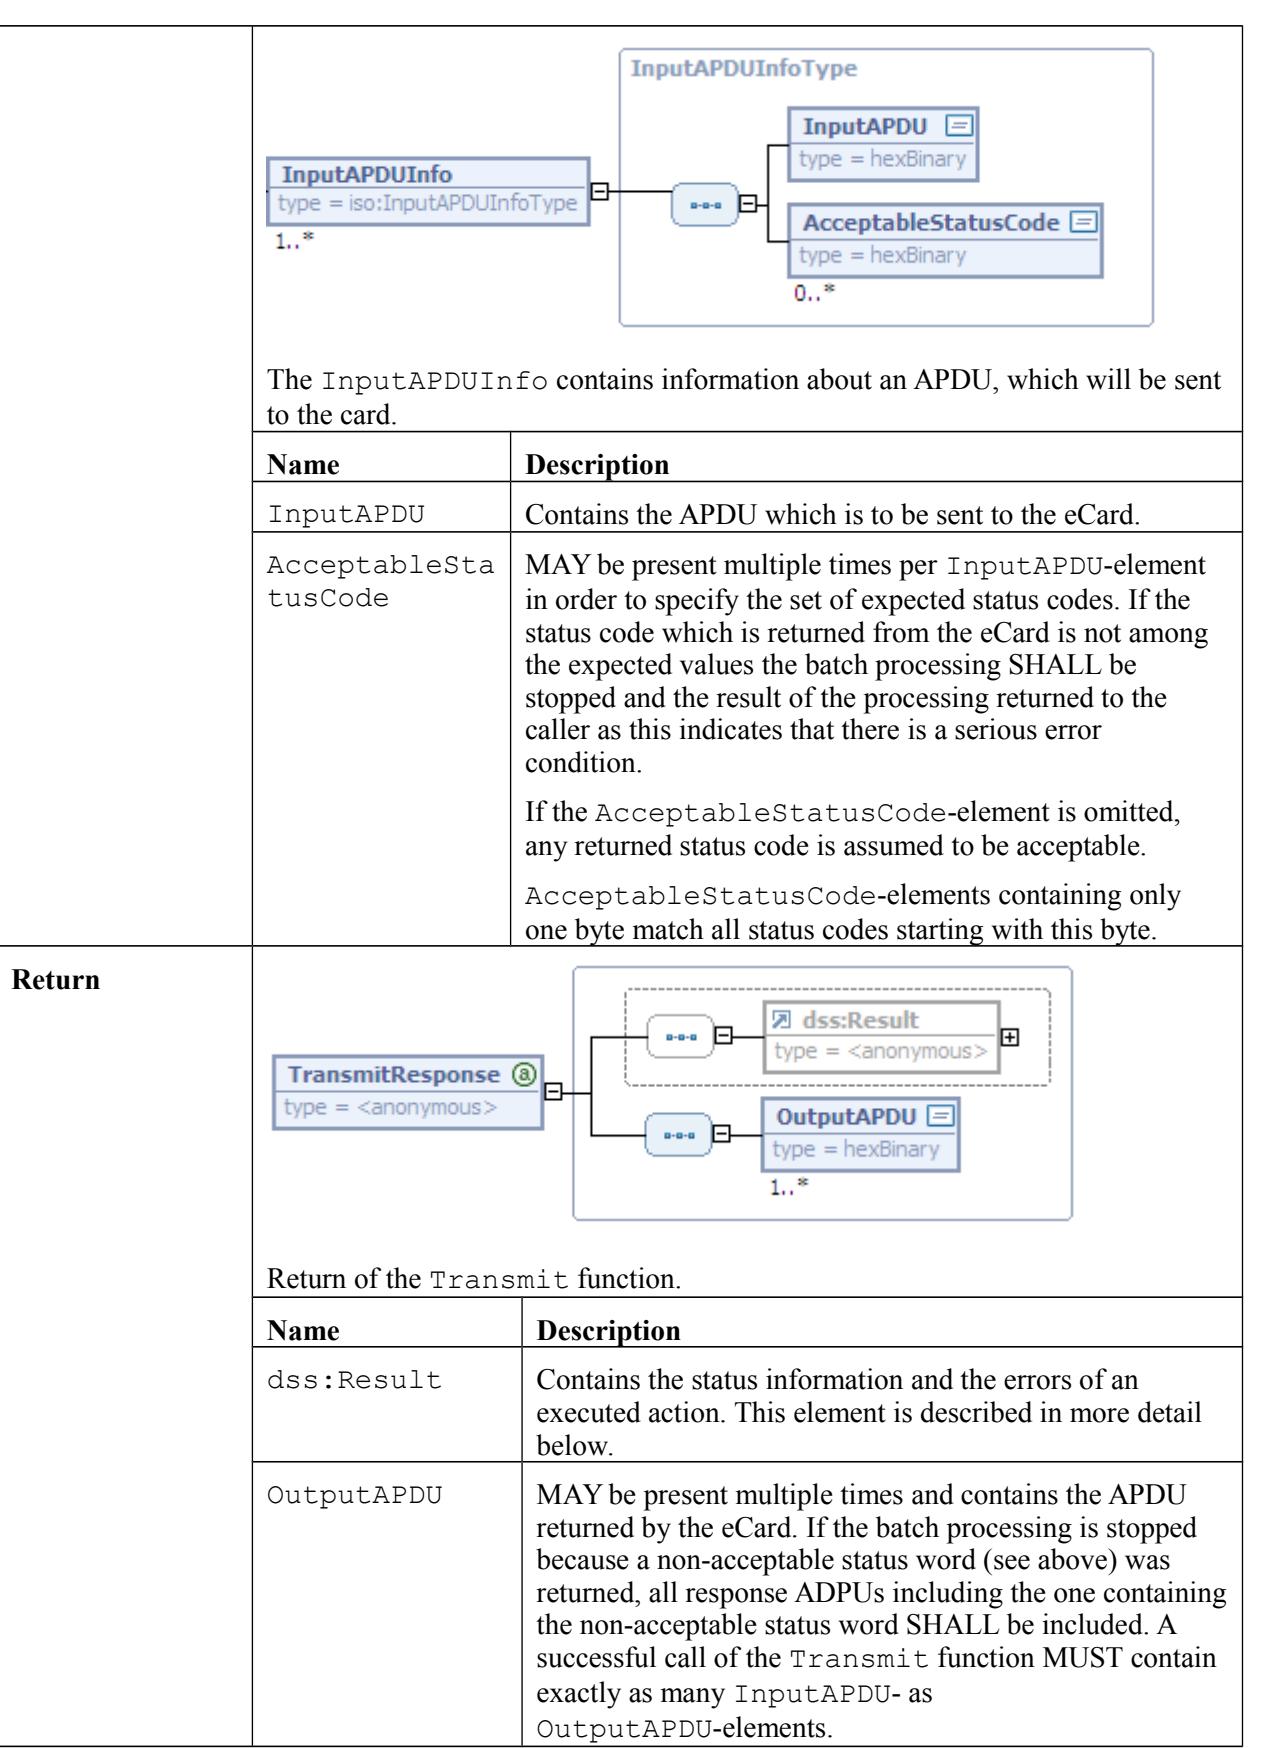 InputAPDUInfoType
InputAPDU
type = hexBinary
InputAPDUInfo
type = iso:InputAPDUInfoType
1..*
AcceptableStatusCode
type = hexBinary
0..*
The InputAPDUInfo contains information about an APDU, which will be sent
to the card.
Name Description
InputAPDU Contains the APDU which is to be sent to the eCard.
AcceptableSta
tusCode
MAY be present multiple times per InputAPDU-element
in order to specify the set of expected status codes. If the
status code which is returned from the eCard is not among
the expected values the batch processing SHALL be
stopped and the result of the processing returned to the
caller as this indicates that there is a serious error
condition.
If the AcceptableStatusCode-element is omitted,
any returned status code is assumed to be acceptable.
AcceptableStatusCode-elements containing only
one byte match all status codes starting with this byte.
Return
dss:Result
type = <anonymous>
TransmitResponse a
type = <anonymous>
OutputAPDU
type = hexBinary
1..*
Return of the Transmit function.
Name Description
dss:Result
Contains the status information and the errors of an
executed action. This element is described in more detail
below.
OutputAPDU
MAY be present multiple times and contains the APDU
returned by the eCard. If the batch processing is stopped
because a non-acceptable status word (see above) was
returned, all response ADPUs including the one containing
the non-acceptable status word SHALL be included. A
successful call of the Transmit function MUST contain
exactly as many InputAPDU- as
OutputAPDU-elements.